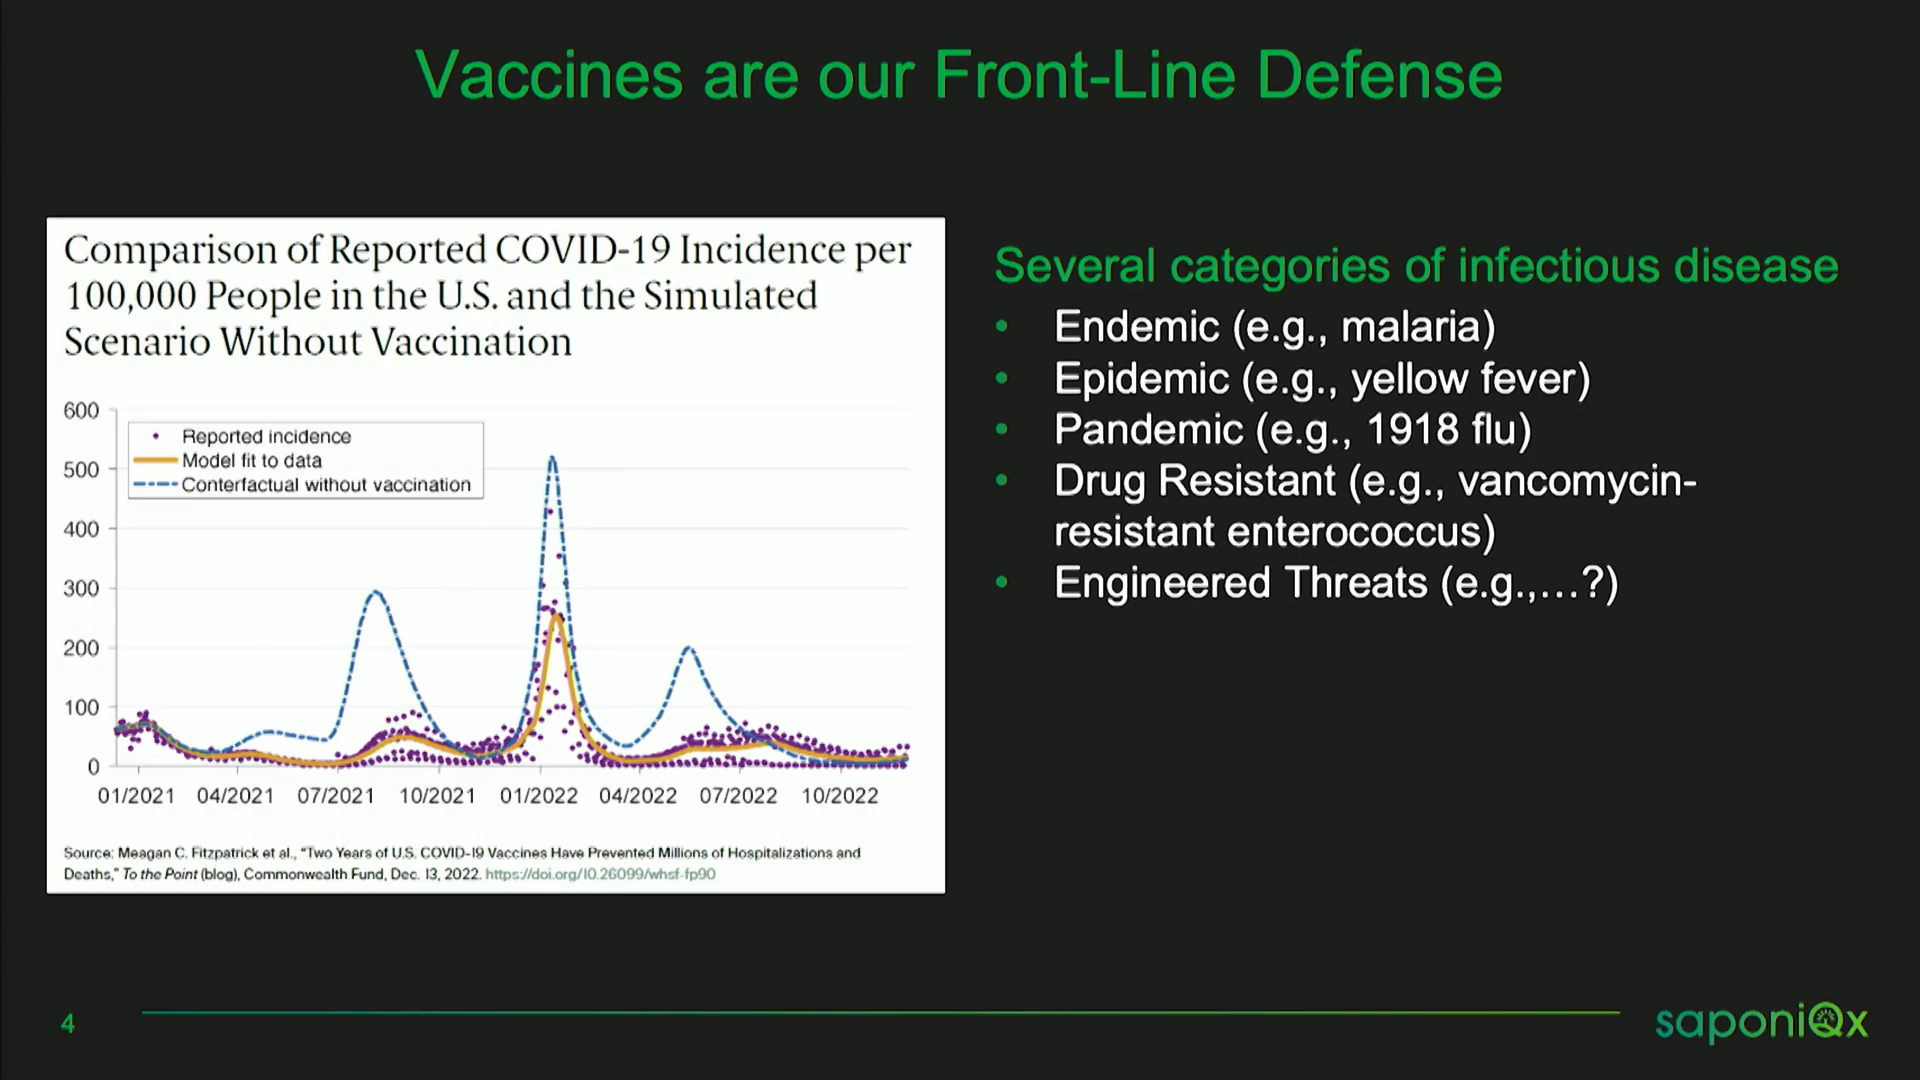 Vaccines are our Front-Line Defense
Comparison of Reported COVID-19 Incidence per
100,000 People in the U.S. and the Simulated
Scenario Without Vaccination
600
500
400
300
200
100
0
Reported incidence
Model fit to data
Conterfactual without vaccination
01/2021 04/2021 07/2021 10/2021 01/2022 04/2022 07/2022 10/2022
Source: Meagan C. Fitzpatrick et al., "Two Years of U.S. COVID-19 Vaccines Have Prevented Millions of Hospitalizations and
Deaths," To the Point (blog), Commonwealth Fund, Dec. 13, 2022. https://doi.org/10.26099/whsf-fp90
Several categories of infectious disease
• Endemic (e.g., malaria)
• Epidemic (e.g., yellow fever)
• Pandemic (e.g., 1918 flu)
• Drug Resistant (e.g., vancomycin-
resistant enterococcus)
• Engineered Threats (e.g.,…?)
4
saponiQx